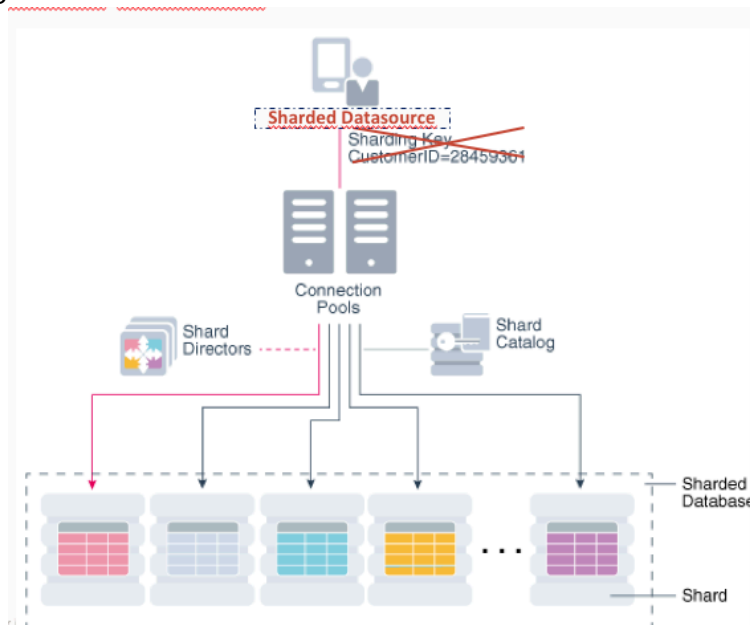 Sharded Datasource
Sharding Key
CustomerID=28459361
Connection
Pools
Shard
Directors
Shard
Catalog
Sharded
Database
. . .
Shard